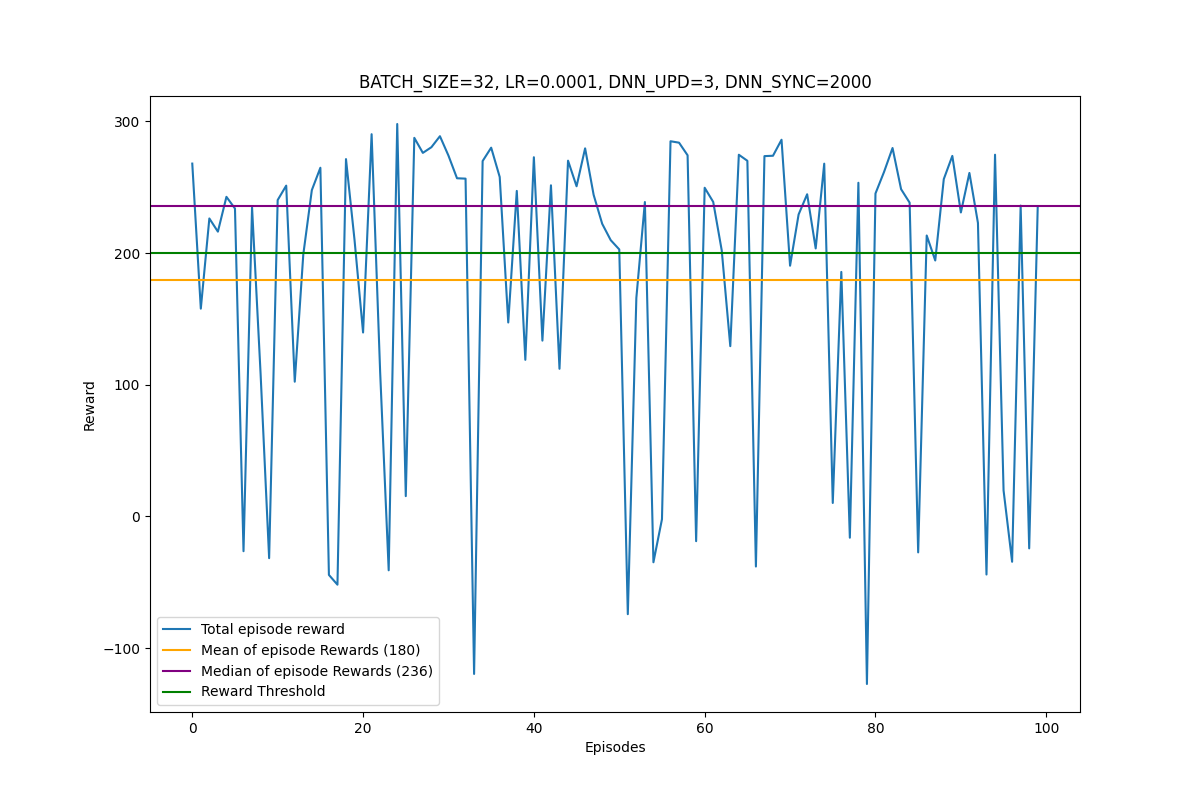 BATCH_SIZE=32, LR=0.0001, DNN_UPD=3, DNN_SYNC=2000
300
200
100
0
−100
Reward
Total episode reward
Mean of episode Rewards (180)
Median of episode Rewards (236)
Reward Threshold
0 20 40 60 80 100
Episodes